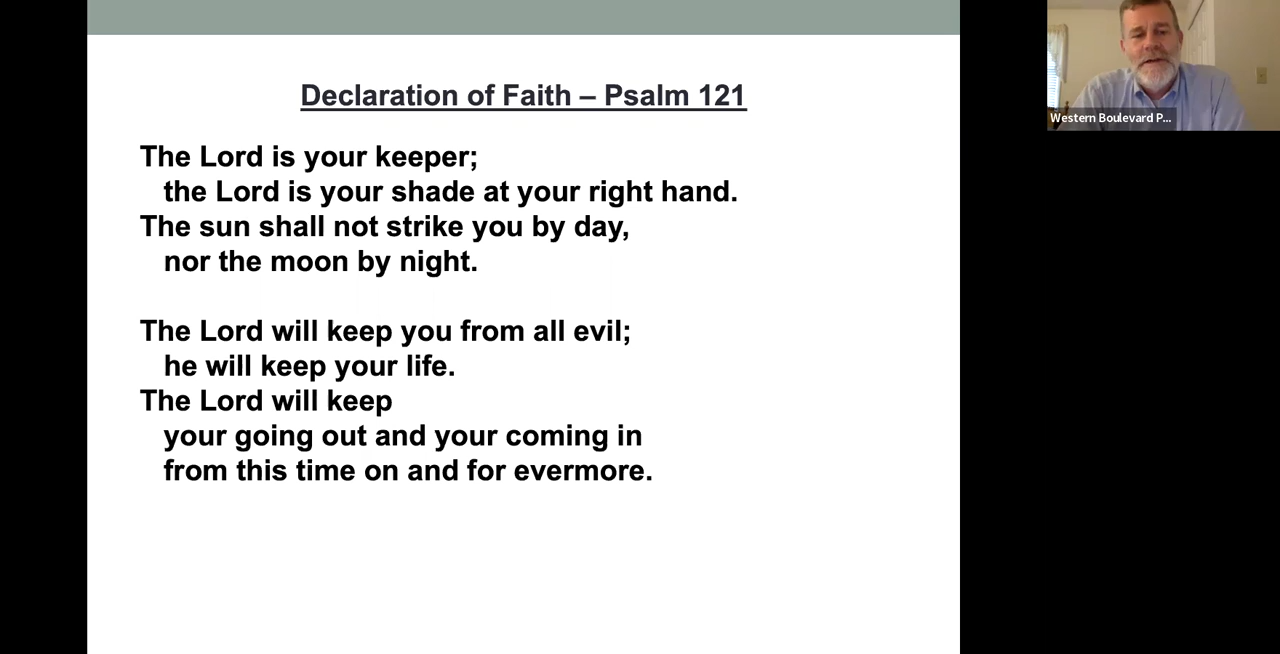 Declaration of Faith – Psalm 121
The Lord is your keeper;
the Lord is your shade at your right hand.
The sun shall not strike you by day,
nor the moon by night.
The Lord will keep you from all evil;
he will keep your life.
The Lord will keep
your going out and your coming in
from this time on and for evermore.
Western Boulevard P...